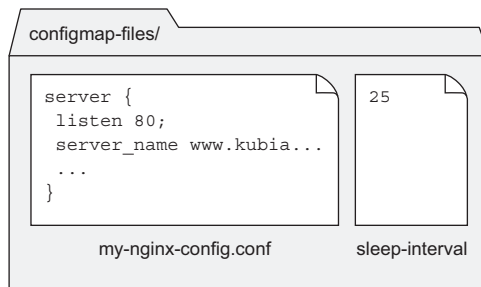 configmap-files/
server {
listen 80;
server_name www.kubia...
...
}
25
my-nginx-config.conf
sleep-interval